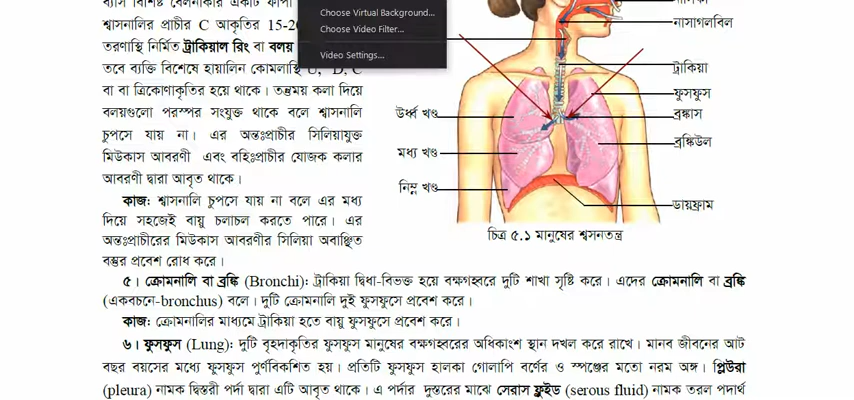 ব্যাস বিশিষ্ট বেলনাকার একটি ফাঁপা
শ্বাসনালির প্রাচীর C আকৃতির 15-20
তরুণাস্থি নির্মিত ট্রাকিয়াল রিং বা বলয়
তবে ব্যক্তি বিশেষে হায়ালিন কোমলাস্থি U, D, C
বা বা ত্রিকোণাকৃতির হয়ে থাকে। তন্তুময় কলা দিয়ে
বলয়গুলো পরস্পর সংযুক্ত থাকে বলে শ্বাসনালি
চুপসে যায় না। এর অন্তঃপ্রাচীর সিলিয়াযুক্ত
মিউকাস আবরণী এবং বহিঃপ্রাচীর যোজক কলার
আবরণী দ্বারা আবৃত থাকে।
কাজ: শ্বাসনালি চুপসে যায় না বলে এর মধ্য
দিয়ে সহজেই বায়ু চলাচল করতে পারে। এর
অন্তঃপ্রাচীরের মিউকাস আবরণীর সিলিয়া অবাঞ্ছিত
বস্তুর প্রবেশ রোধ করে।
Choose Virtual Background...
Choose Video Filter...
Video Settings...
নাসাগলবিল
ট্রাকিয়া
ফুসফুস
ব্রঙ্কাস
ব্রঙ্কিউল
ডায়াফ্রাম
ঊর্ধ্ব খণ্ড
মধ্য খণ্ড
নিম্ন খণ্ড
চিত্র ৫.১ মানুষের শ্বসনতন্ত্র
৫। ক্রোমনালি বা ব্রঙ্কি (Bronchi): ট্রাকিয়া দ্বিধা-বিভক্ত হয়ে বক্ষগহ্বরে দুটি শাখা সৃষ্টি করে। এদের ক্রোমনালি বা ব্রঙ্কি
(একবচনে-bronchus) বলে। দুটি ক্রোমনালি দুই ফুসফুসে প্রবেশ করে।
কাজ: ক্রোমনালির মাধ্যমে ট্রাকিয়া হতে বায়ু ফুসফুসে প্রবেশ করে।
৬। ফুসফুস (Lung): দুটি বৃহদাকৃতির ফুসফুস মানুষের বক্ষগহ্বরের অধিকাংশ স্থান দখল করে রাখে। মানব জীবনের আট
বছর বয়সের মধ্যে ফুসফুস পুর্ণবিকশিত হয়। প্রতিটি ফুসফুস হালকা গোলাপি বর্ণের ও স্পঞ্জের মতো নরম অঙ্গ। প্লিউরা
(pleura) নামক দ্বিস্তরী পর্দা দ্বারা এটি আবৃত থাকে। এ পর্দার দুস্তরের মাঝে সেরাস ফ্লুইড (serous fluid) নামক তরল পদার্থ